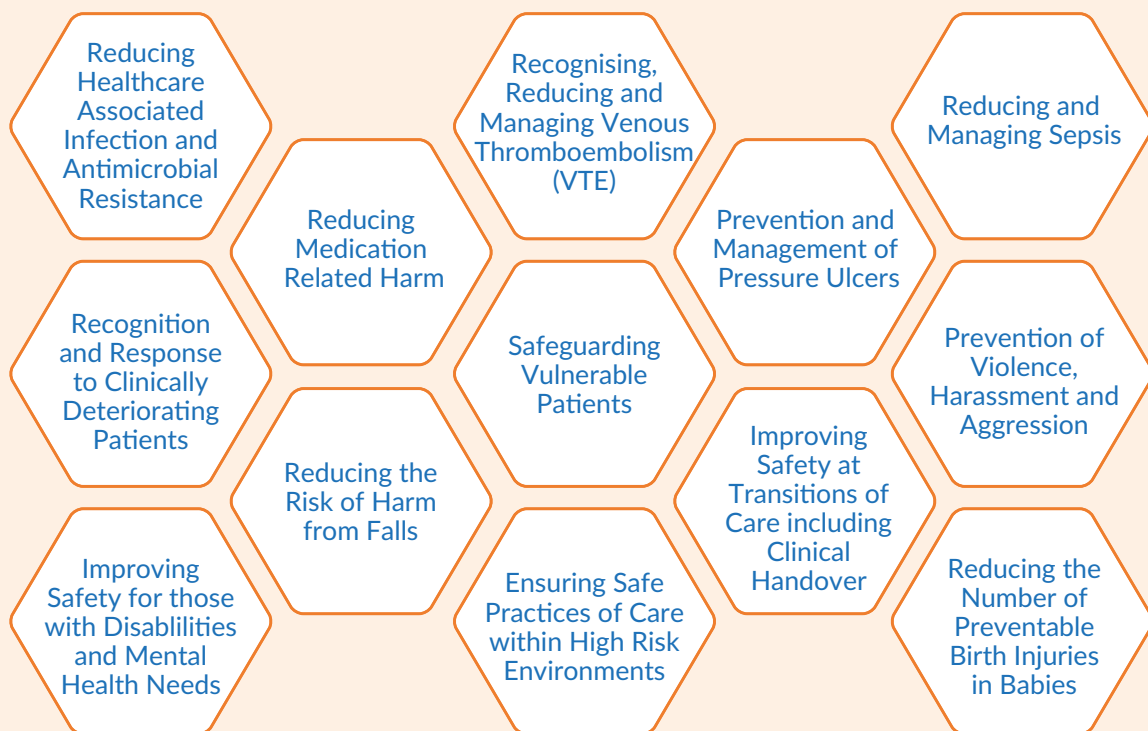 Reducing
Healthcare
Associated
Infection and
Antimicrobial
Resistance
Recognising,
Reducing and
Managing Venous
Thromboembolism
(VTE)
Reducing and
Managing Sepsis
Reducing
Medication
Related Harm
Prevention and
Management of
Pressure Ulcers
Recognition
and Response
to Clinically
Deteriorating
Patients
Safeguarding
Vulnerable
Patients
Prevention of
Violence,
Harassment and
Aggression
Reducing the
Risk of Harm
from Falls
Improving
Safety at
Transitions of
Care including
Clinical
Handover
Improving
Safety for those
with Disablilities
and Mental
Health Needs
Ensuring Safe
Practices of Care
within High Risk
Environments
Reducing the
Number of
Preventable
Birth Injuries
in Babies